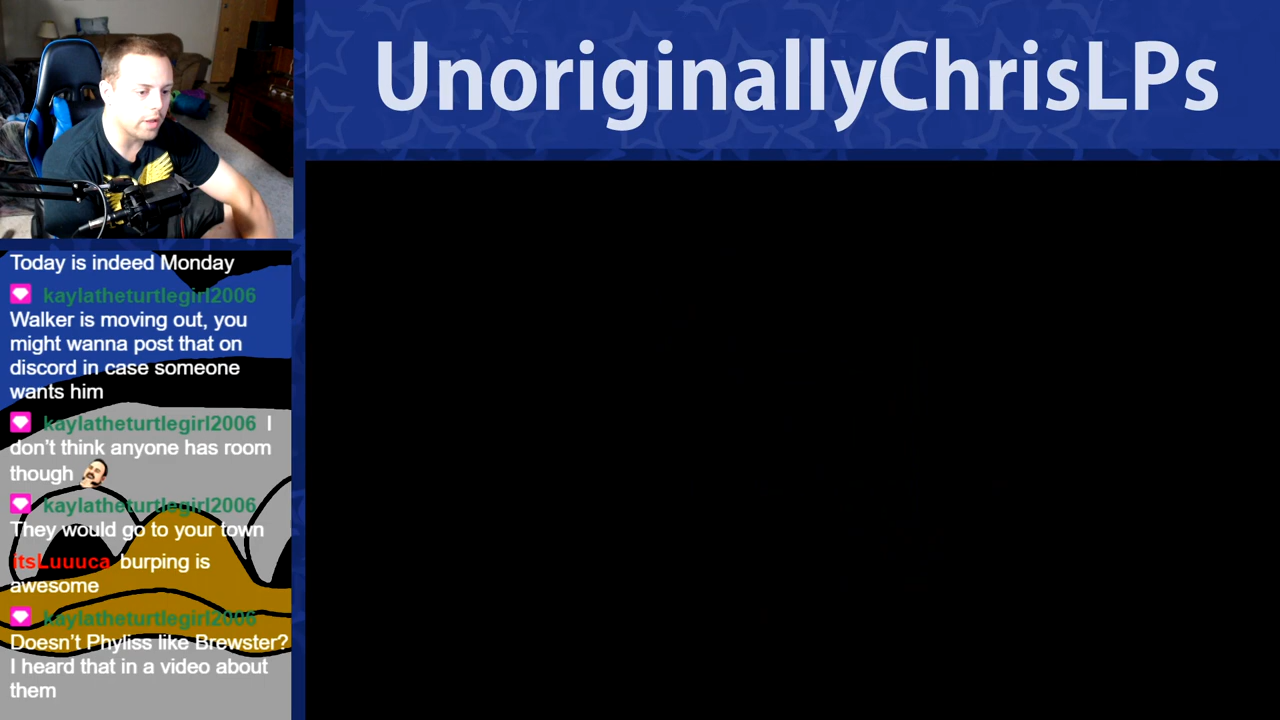 UnoriginallyChrisLPs
Today is indeed Monday
kaylatheturtlegirl2006
Walker is moving out, you
might wanna post that on
discord in case someone
wants him
kaylatheturtlegirl2006 I
don't think anyone has room
though
kaylatheturtlegirl2006
They would go to your town
itsLuuuca burping is
awesome
kaylatheturtlegirl2006
Doesn't Phyliss like Brewster?
I heard that in a video about
them